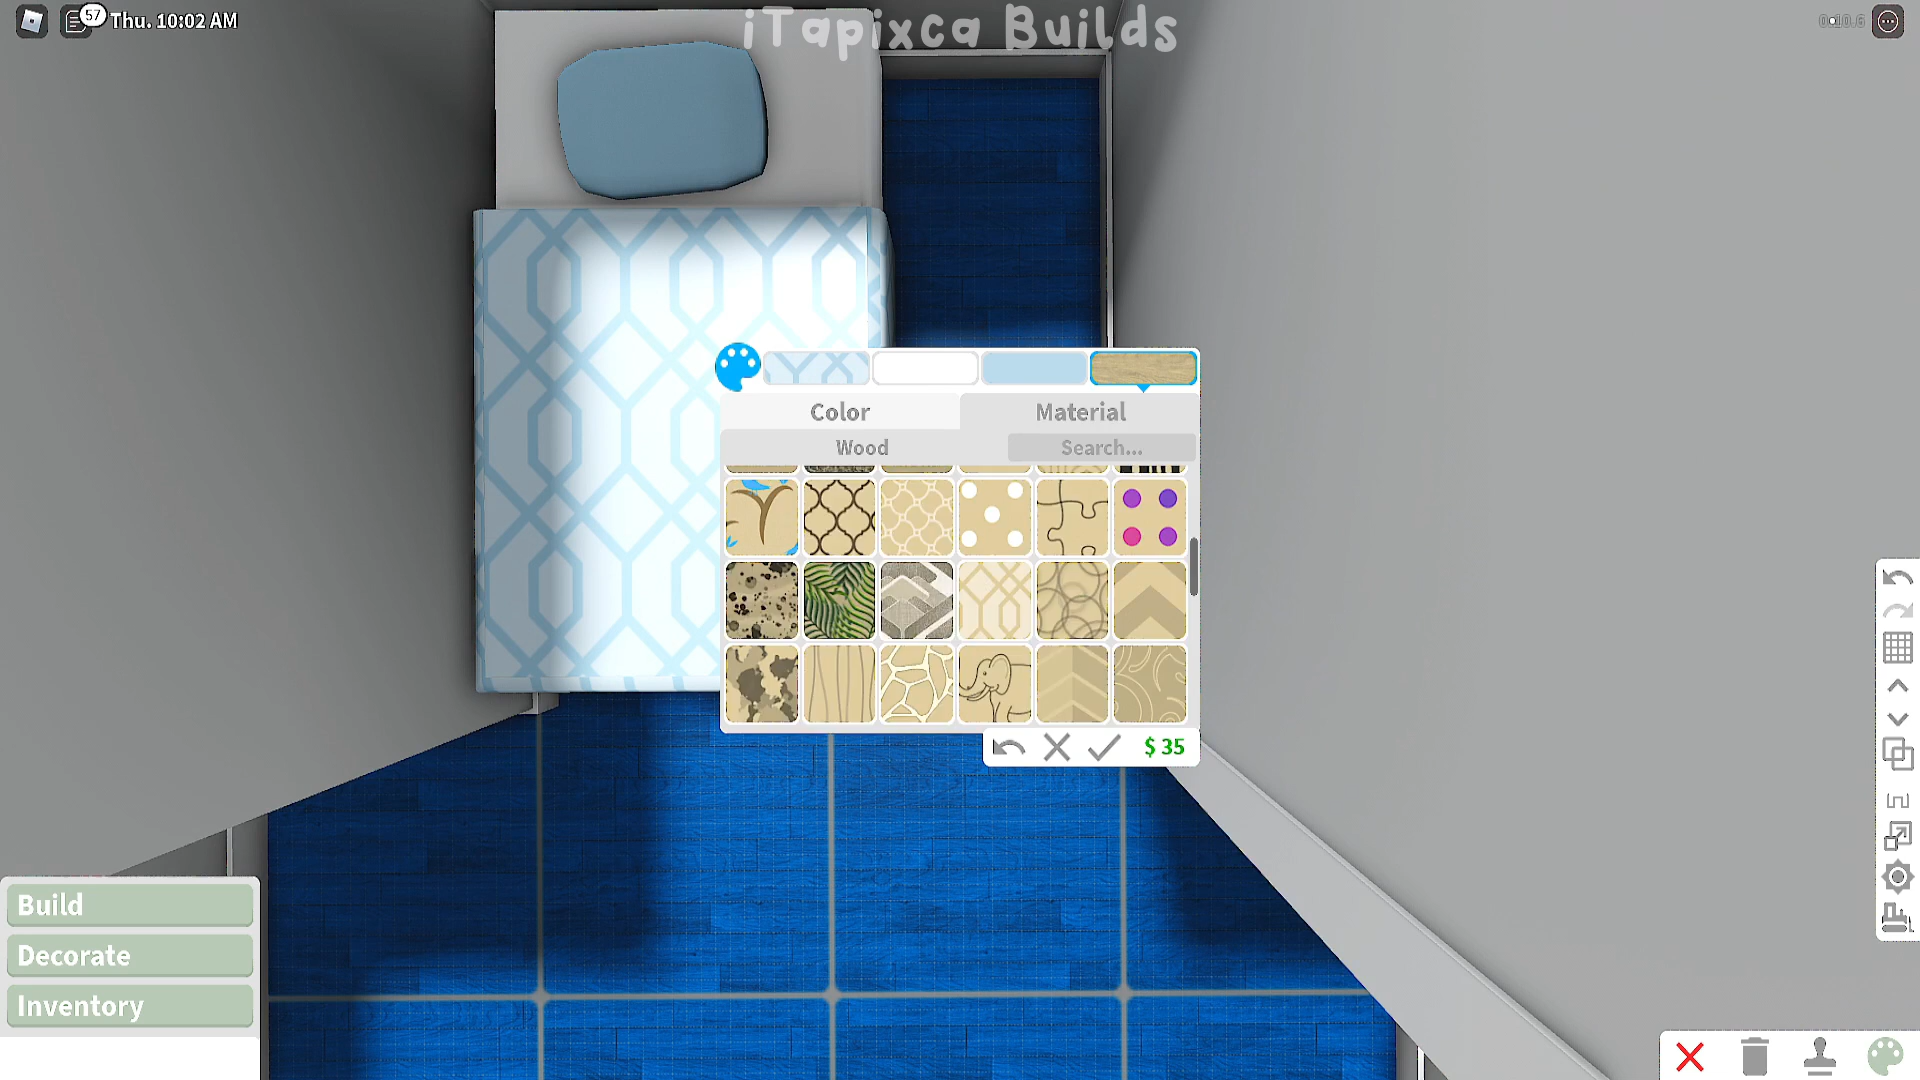 57
Thu. 10:02 AM
iTapixca Builds
Color
Material
Wood
Search...
$ 35
Build
Decorate
Inventory